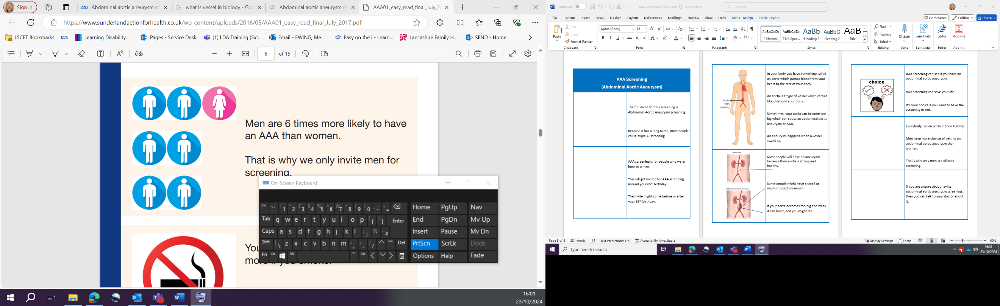 Sign in
Abdominal aortic aneurysm sc
what is vessel in biology - Goo
Abdominal aortic aneurysm (A
AAA01_easy_read_final_July_20
https://www.sunderlandactionforhealth.co.uk/wp-content/uploads/2016/05/AAA01_easy_read_final_July_2017.pdf
LSCFT Bookmarks
NHS
Learning Disability...
Pages - Service Desk
(1) LDA Training (Ext...
Email - EWING, Me...
Easy on the i - Learn...
Lancashire Family H...
SEND - Home
6 of 15
Men are 6 times more likely to have
an AAA than women.
That is why we only invite men for
screening.
You
more if you smoke.
On-Screen Keyboard
Esc 1 2 3 4 5 6 7 8 9 0 - = Home PgUp Nav
Tab q w e r t y u i o p [ ] Enter End PgDn Mv Up
Caps a s d f g h j k l ; # Insert Pause Mv Dn
Shift \ z x c v b n m , . / Del PrtScn ScrLk Dock
Fn Ctrl Alt Ctrl Options Help Fade
16:01
23/10/2024
AutoSave
AAA Screening Easy Read
No Label
Search
File Home Insert Draw Design Layout References Mailings Review View Help Table Design Table Layout
Comments
Editing
Share
Paste
Cut
Copy
Format Painter
Clipboard
Aptos (Body)
18
Font
Paragraph
AaBbCcDc AaBbCcDc AaBb AaBbC AaB
¶ Normal ¶ No Spac... Heading 1 Heading 2 Title
Styles
Find
Replace
Select
Editing
Dictate
Voice
Sensitivity
Sensitivity
Editor
Editor
Add-ins
Add-ins
AAA Screening
(Abdominal Aortic Aneurysm)
The full name for this screening is
Abdominal Aortic Aneurysm screening.
Because it has a long name, most people
call it 'triple A' screening.
AAA screening is for people who were
born as a man.
You will get invited for AAA screening
around your 65th birthday.
The invite might come before or after
your 65th birthday.
Aorta
with
swelling
In your body you have something called
an aorta which pumps blood from your
heart to the rest of your body.
An aorta is a type of vessel which carries
blood around your body.
Sometimes, your aorta can become too
big which can cause an abdominal aortic
aneurysm or AAA.
An aneurysm happens when a vessel
swells up.
Normal Aorta
Aorta with Abdominal Aneurysm
Most people will have no aneurysm
because their aorta is strong and
healthy.
Some people might have a small or
medium sized aneurysm.
If your aorta becomes too big and weak
it can burst, and you might die.
choice
AAA screening can see if you have an
abdominal aortic aneurysm.
AAA screening can save your life.
It's your choice if you want to have the
screening or not.
Everybody has an aorta in their tummy.
Men have more chance of getting an
abdominal aortic aneurysm than
women.
That's why only men are offered
screening.
If you are unsure about having
abdominal aortic aneurysm screening,
then you can talk to your doctor about
it.
Page 3 of 5
231 words
Text Predictions: On
Accessibility: Investigate
Display Settings
Focus
60%
Type here to search
16:01
23/10/2024